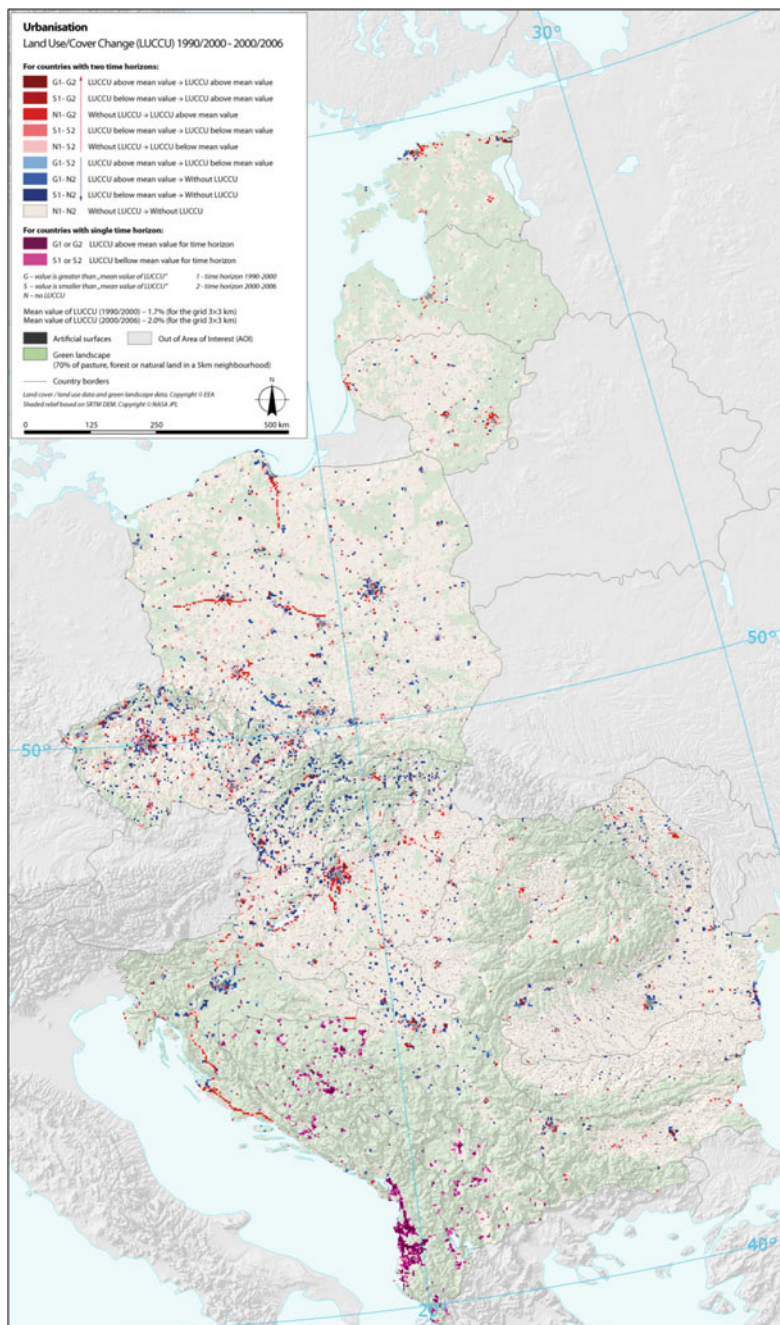 Urbanisation
Land Use/Cover Change (LUCCU) 1990/2000 - 2000/2006
For countries with two time horizons:
G1- G2 LUCCU above mean value → LUCCU above mean value
S1 - G2 LUCCU below mean value → LUCCU above mean value
N1 - G2 Without LUCCU → LUCCU above mean value
S1 - S2 LUCCU below mean value → LUCCU below mean value
N1 - S2 Without LUCCU → LUCCU below mean value
G1- S2 LUCCU above mean value → LUCCU below mean value
G1 - N2 LUCCU above mean value → Without LUCCU
S1 - N2 LUCCU below mean value → Without LUCCU
N1- N2 Without LUCCU → Without LUCCU
For countries with single time horizon:
G1 or G2 LUCCU above mean value for time horizon
S1 or S2 LUCCU bellow mean value for time horizon
G – value is greater than „mean value of LUCCU" 1 - time horizon 1990-2000
S – value is smaller than „mean value of LUCCU" 2 - time horizon 2000-2006
N – no LUCCU
Mean value of LUCCU (1990/2000) – 1.7% (for the grid 3×3 km)
Mean value of LUCCU (2000/2006) – 2.0% (for the grid 3×3 km)
Artificial surfaces Out of Area of Interest (AOI)
Green landscape
(70% of pasture, forest or natural land in a 5km neighbourhood)
Country borders
N
Land cover / land use data and green landscape data. Copyright © EEA
Shaded relief based on SRTM DEM. Copyright © NASA JPL
0 125 250 500 km
30°
50°
50°
40°
20°